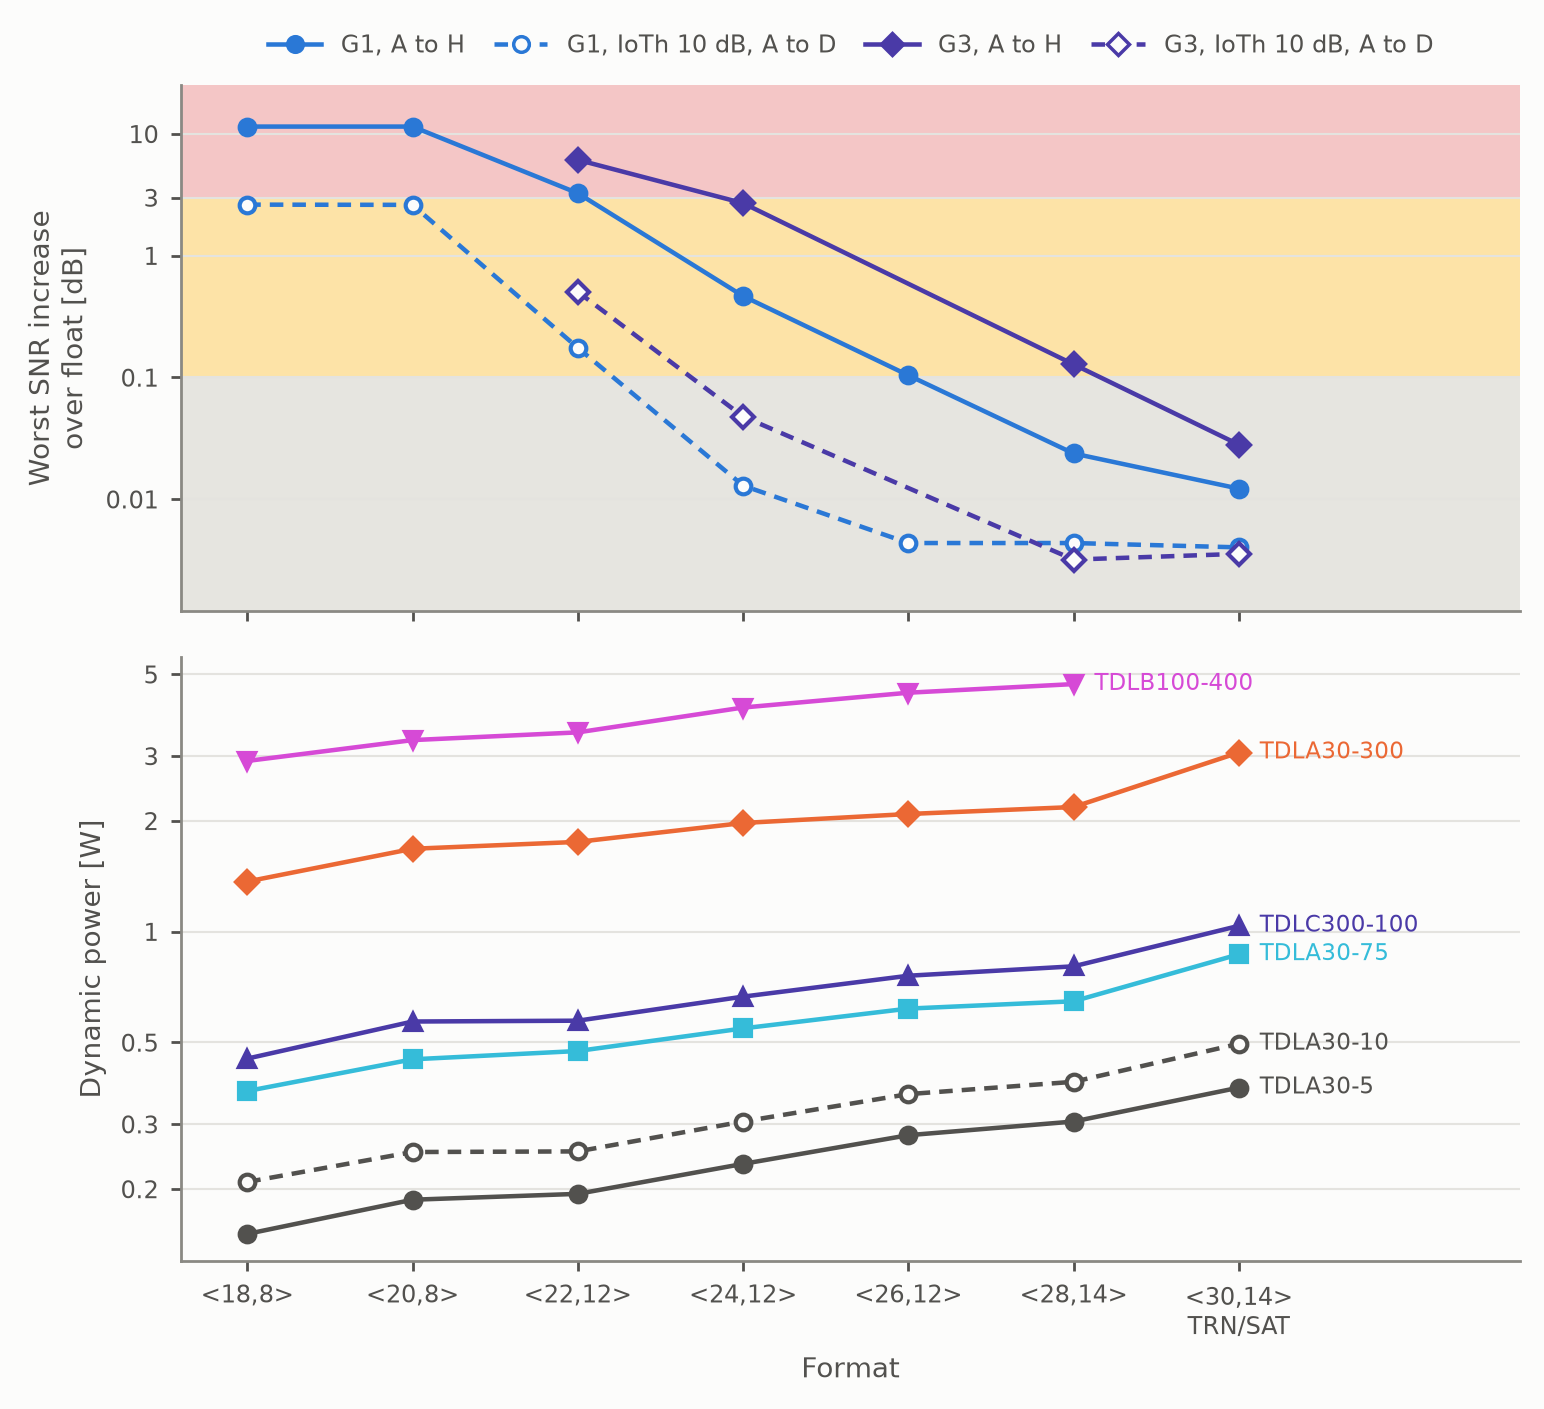 G1, A to H
G1, IoTh 10 dB, A to D
G3, A to H
G3, IoTh 10 dB, A to D
Worst SNR increase
over float [dB]
10
3
1
0.1
0.01
Dynamic power [W]
5
3
2
1
0.5
0.3
0.2
TDLB100-400
TDLA30-300
TDLC300-100
TDLA30-75
TDLA30-10
TDLA30-5
<18,8>
<20,8>
<22,12>
<24,12>
<26,12>
<28,14>
<30,14>
TRN/SAT
Format